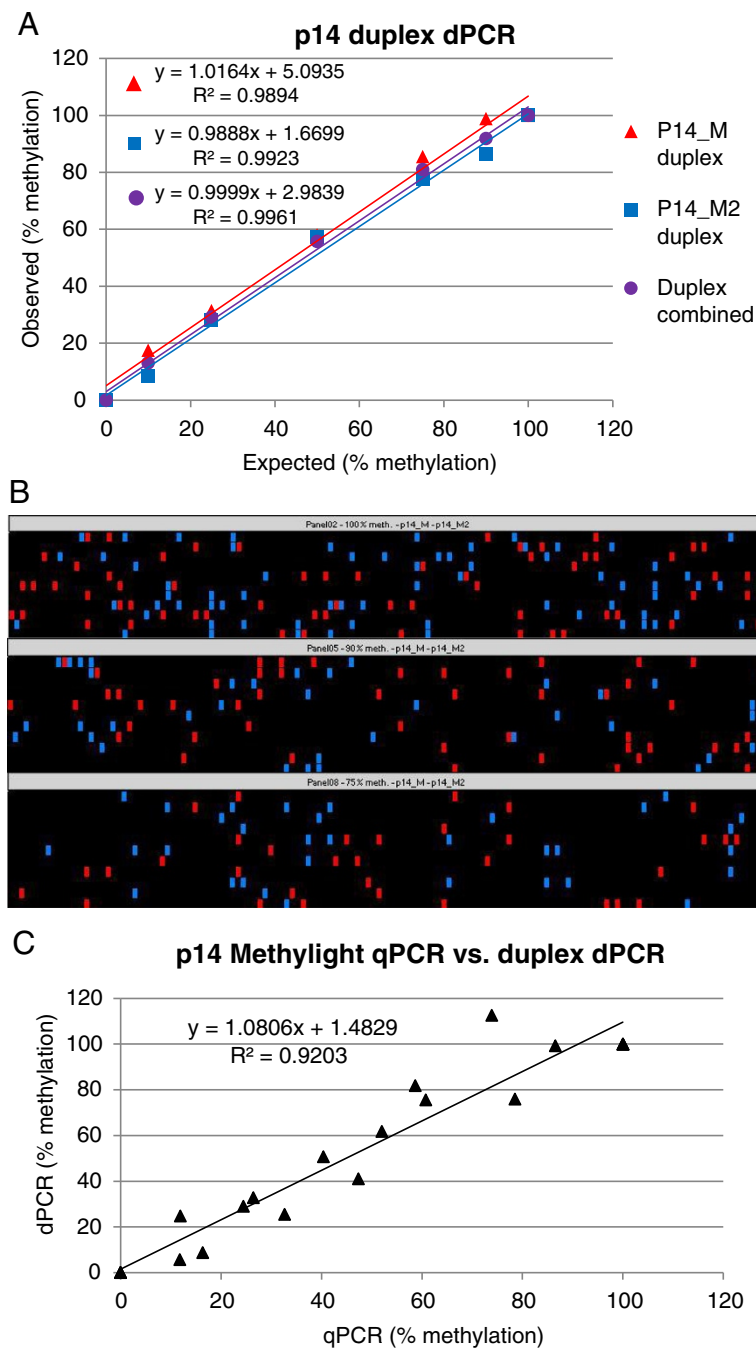 A
p14 duplex dPCR
120
100
80
60
40
20
0
y = 1.0164x + 5.0935
R² = 0.9894
y = 0.9888x + 1.6699
R² = 0.9923
y = 0.9999x + 2.9839
R² = 0.9961
P14_M
duplex
P14_M2
duplex
Duplex
combined
Observed (% methylation)
0 20 40 60 80 100 120
Expected (% methylation)
B
Panel02 - 100% meth. -p14_M -p14_M2
Panel05 - 90% meth. -p14_M -p14_M2
Panel08 - 75% meth. -p14_M -p14_M2
C
p14 Methylight qPCR vs. duplex dPCR
120
100
80
60
40
20
0
y = 1.0806x + 1.4829
R² = 0.9203
dPCR (% methylation)
0 20 40 60 80 100 120
qPCR (% methylation)